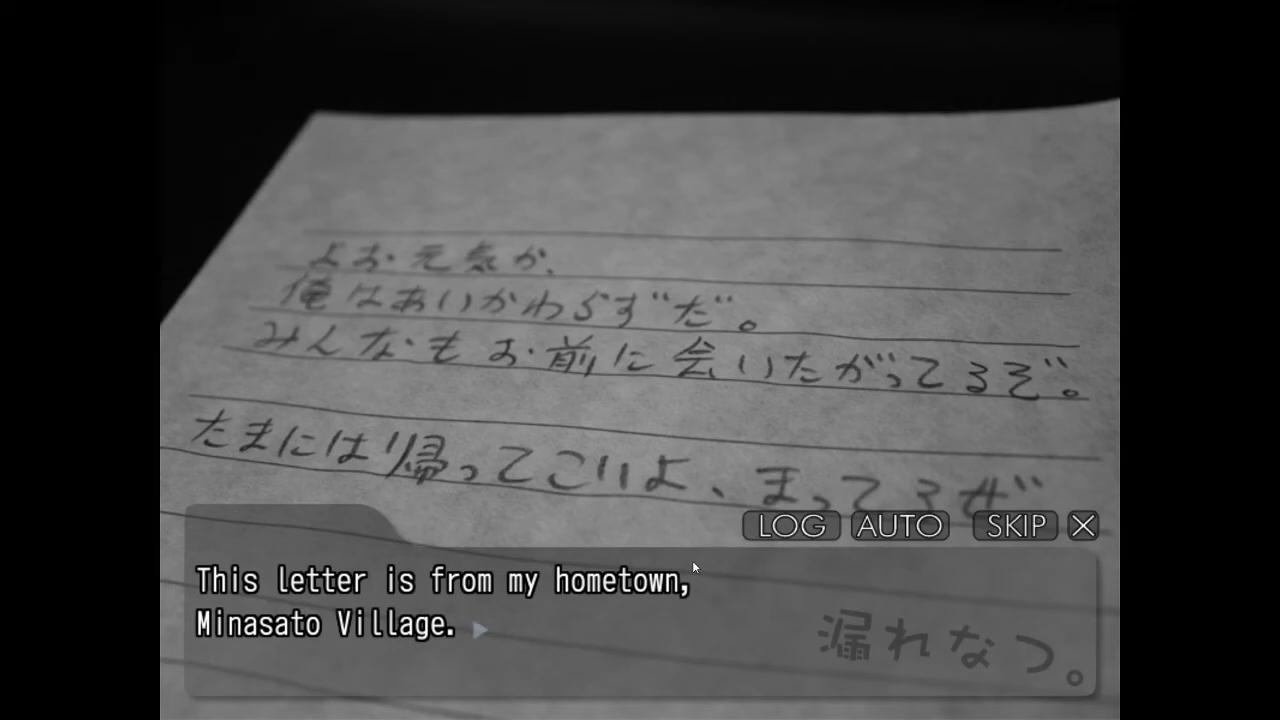 よお元気か、
俺はあいかわらずだ。
みんなもお前に会いたがってるぞ。
たまには帰ってこいよ、まってるぜ
LOG AUTO SKIP ×
This letter is from my hometown,
Minasato Village.
漏れなつ。